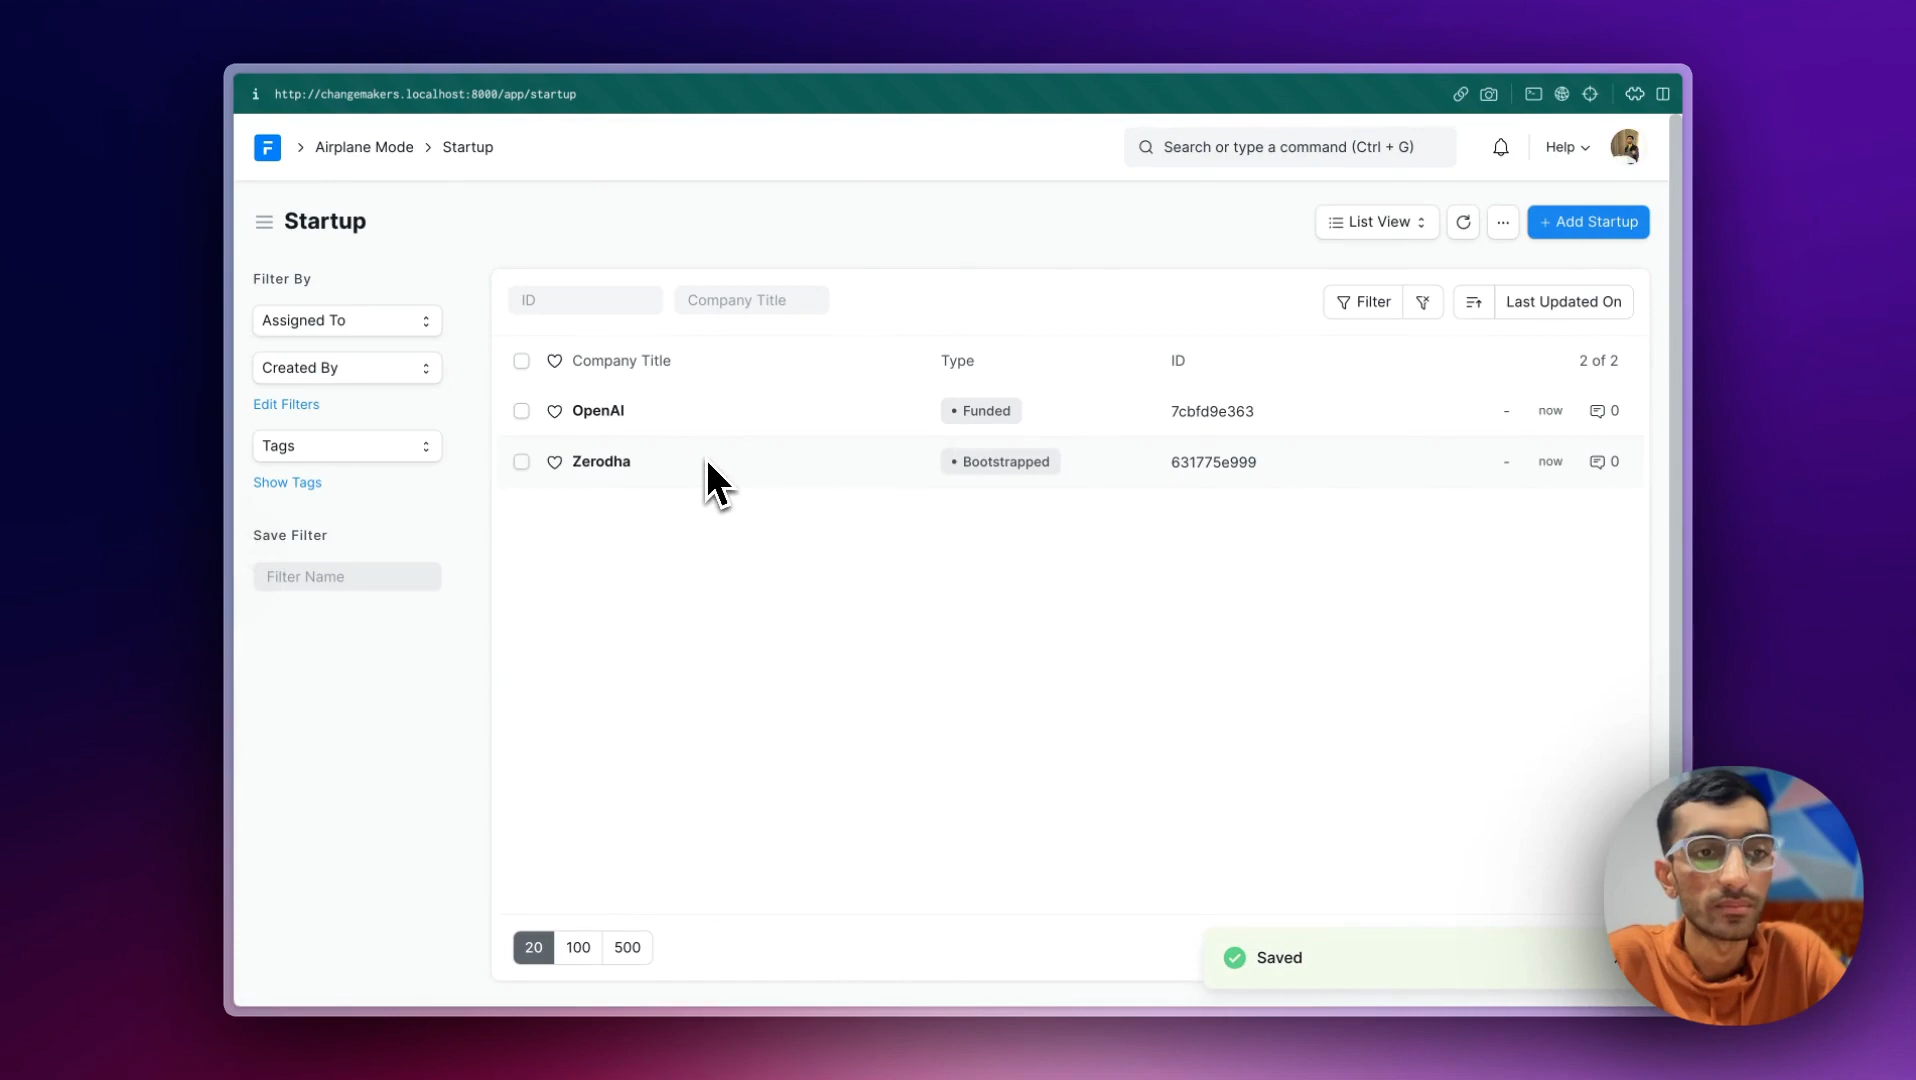 i http://changemakers.localhost:8000/app/startup
F > Airplane Mode > Startup
Search or type a command (Ctrl + G)
Help
Startup
List View
...
+ Add Startup
Filter By
Assigned To
Created By
Edit Filters
Tags
Show Tags
Save Filter
Filter Name
ID
Company Title
Filter
Last Updated On
Company Title Type ID 2 of 2
OpenAI • Funded 7cbfd9e363 - now 0
Zerodha • Bootstrapped 631775e999 - now 0
20 100 500
Saved